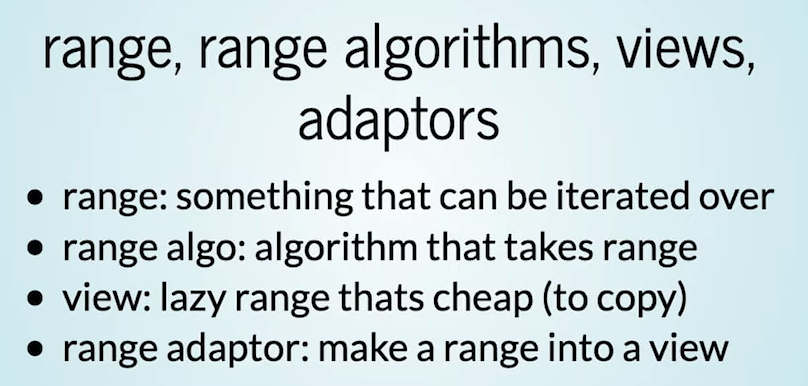 range, range algorithms, views,
adaptors
• range: something that can be iterated over
• range algo: algorithm that takes range
• view: lazy range thats cheap (to copy)
• range adaptor: make a range into a view